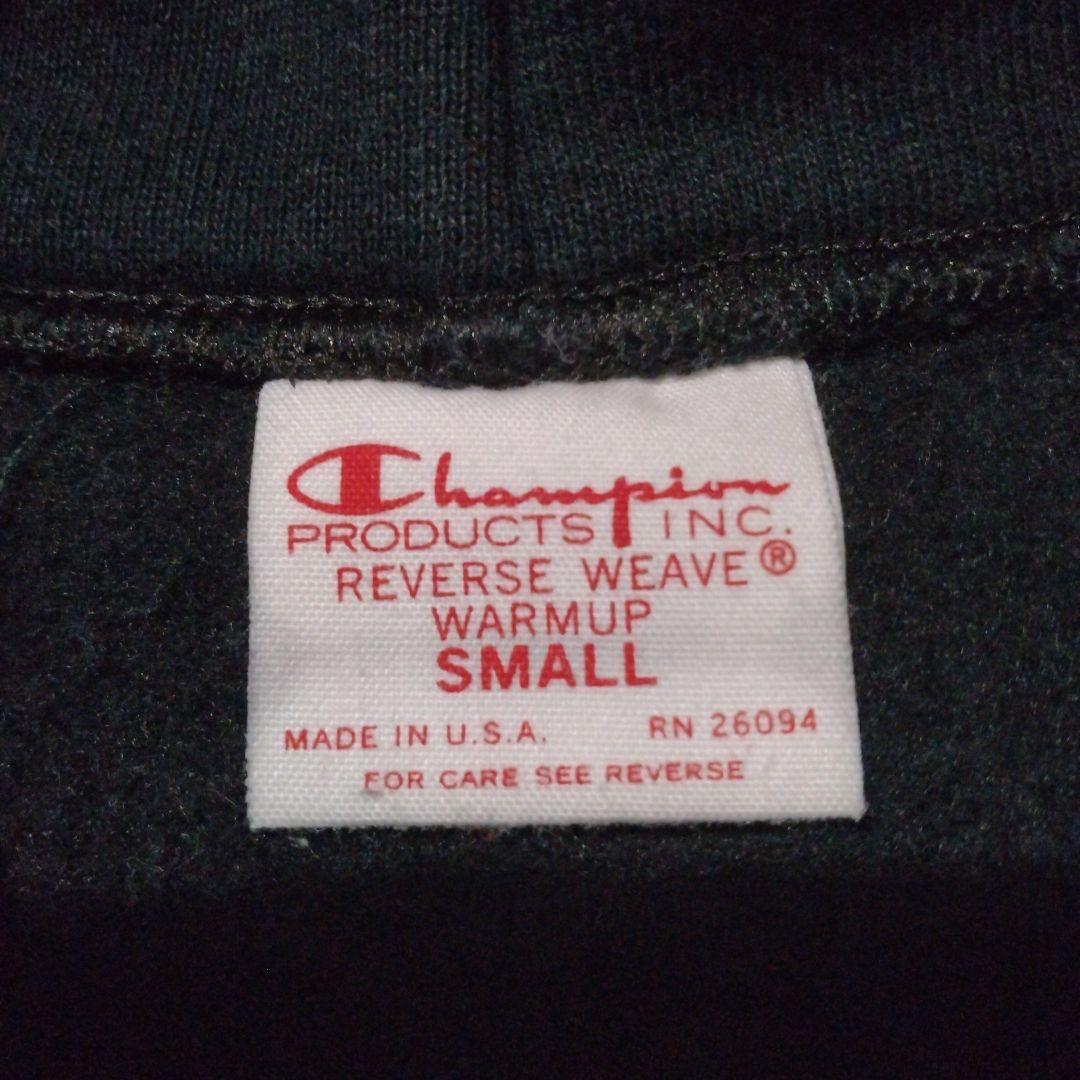 Champion
PRODUCTS INC.
REVERSE WEAVE®
WARMUP
SMALL
MADE IN U.S.A. RN 26094
FOR CARE SEE REVERSE